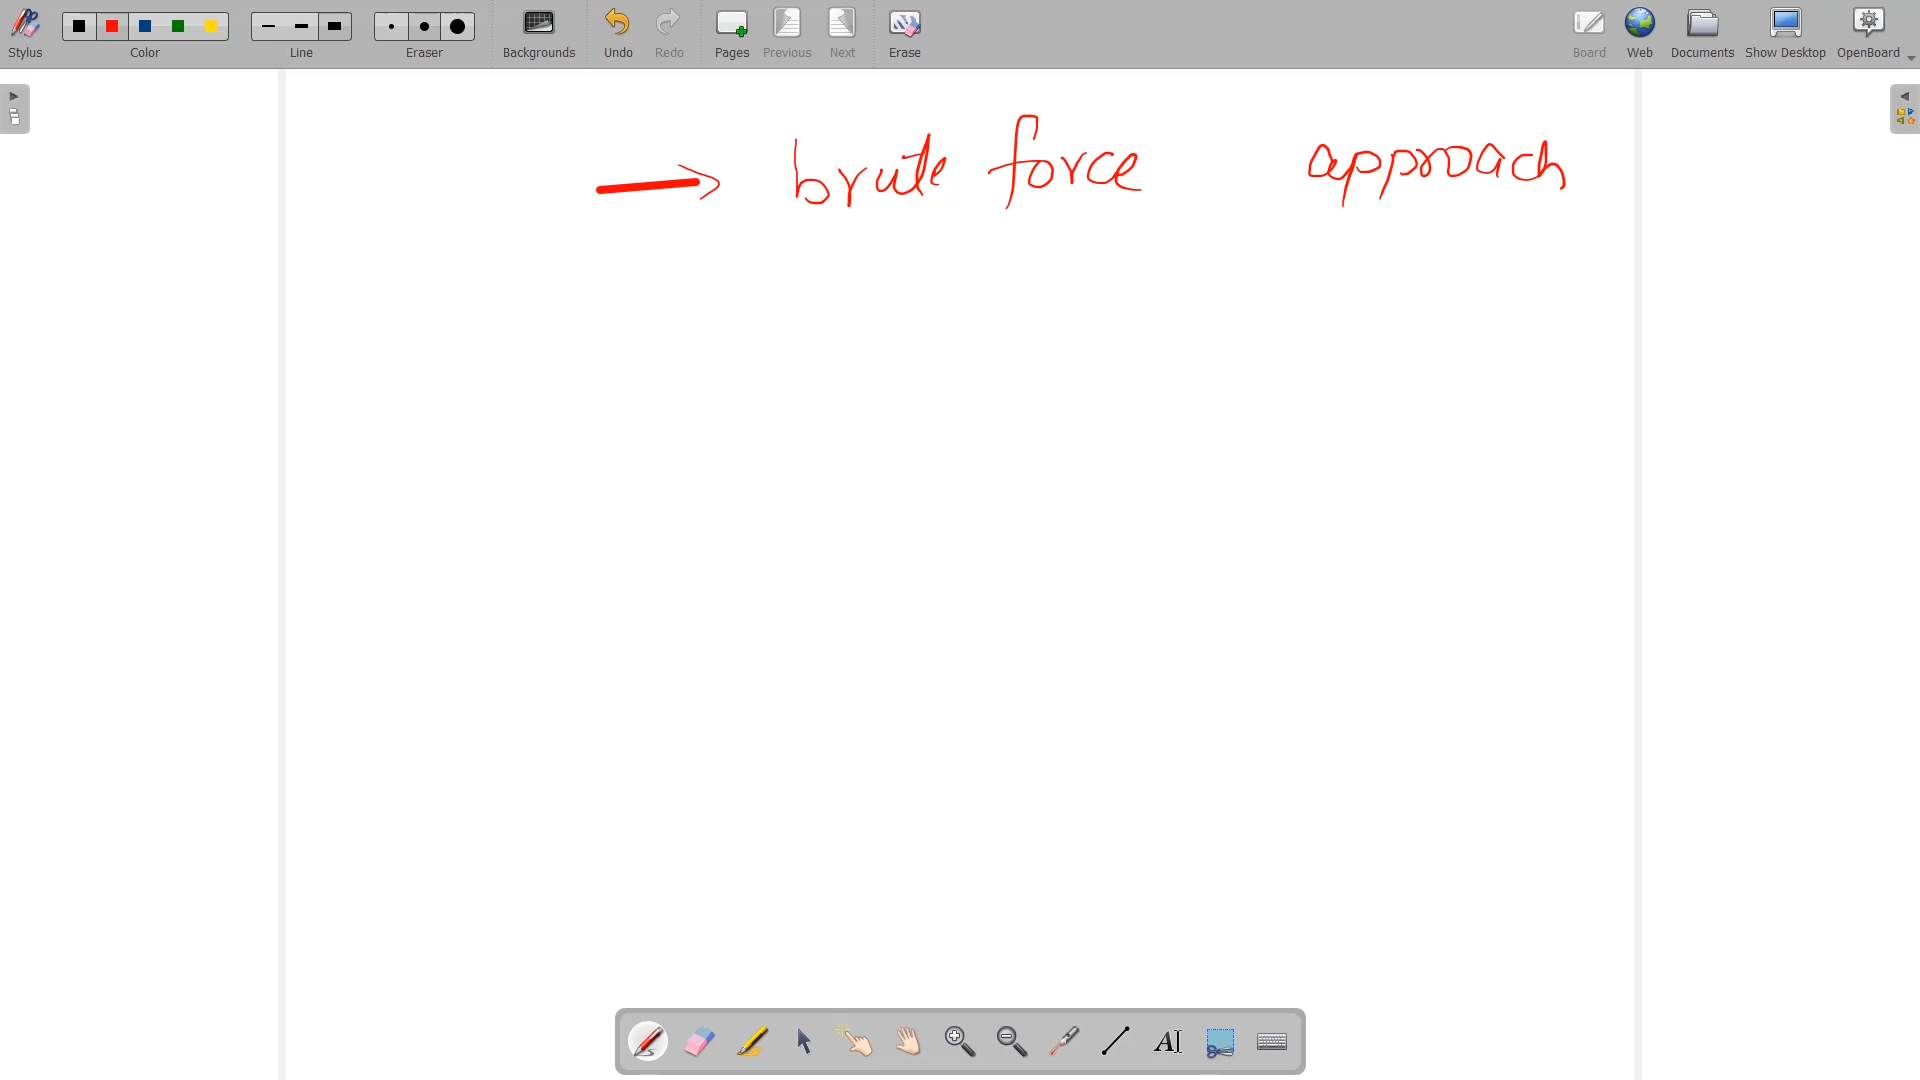 Stylus Color Line Eraser Backgrounds Undo Redo Pages Previous Next Erase Board Web Documents Show Desktop OpenBoard
brute force approach